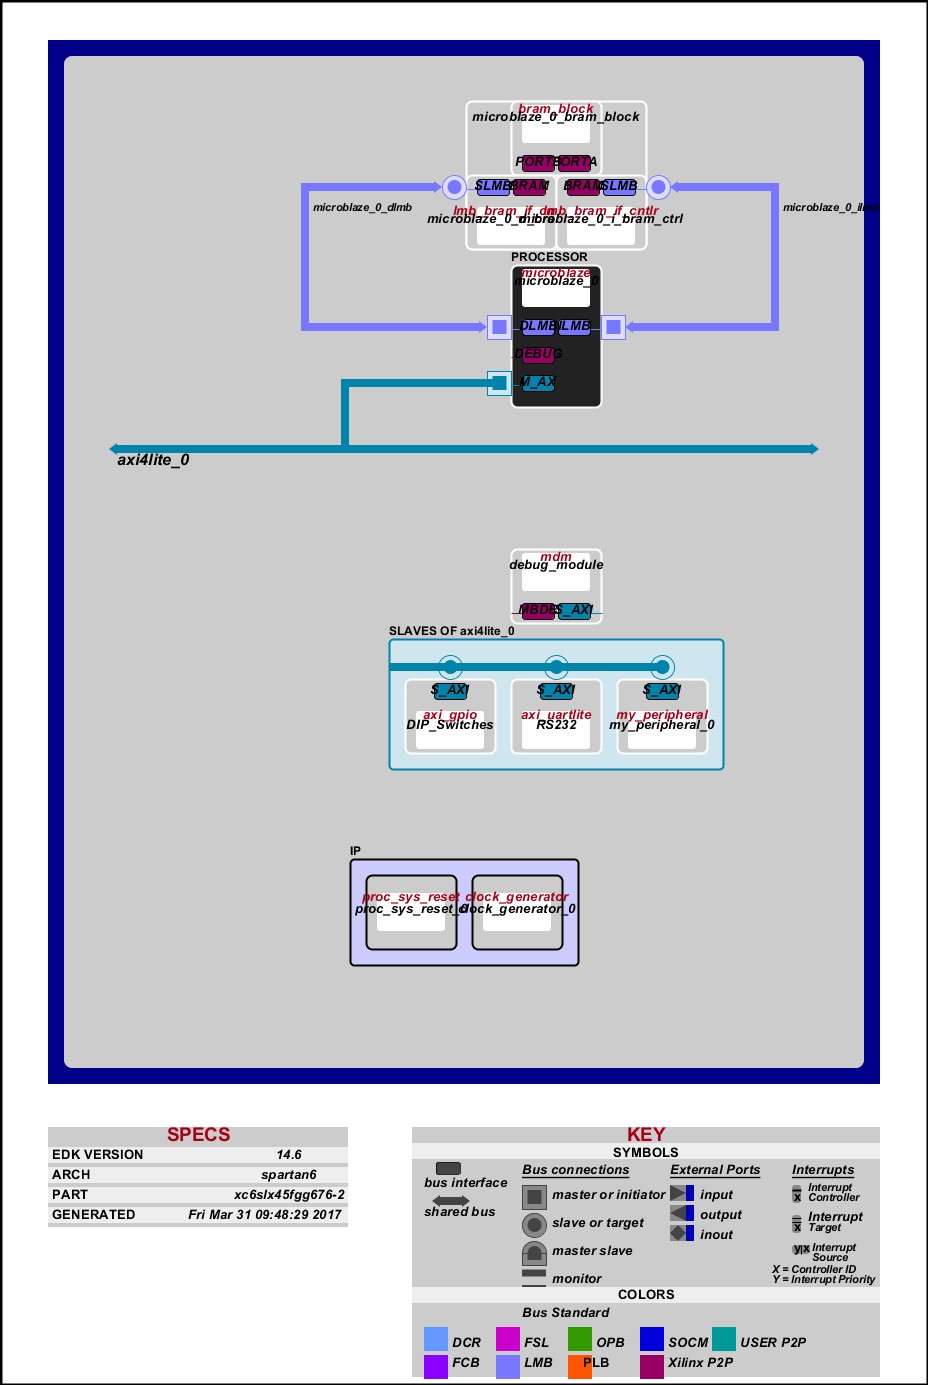 bram_block
microblaze_0_bram_block
PORTB PORTA
SLMB BRAM BRAM SLMB
microblaze_0_dlmb
microblaze_0_ilmb
lmb_bram_if_cntlr
microblaze_0_i_bram_ctrl
PROCESSOR
microblaze
microblaze_0
DLMB ILMB
DEBUG
M_AX
axi4lite_0
mdm
debug_module
S_AXI
SLAVES OF axi4lite_0
S_AXI S_AXI S_AXI
axi_gpio axi_uartlite my_peripheral
DIP_Switches RS232 my_peripheral_0
IP
proc_sys_reset clock_generator
proc_sys_reset_0 clock_generator_0
SPECS
EDK VERSION 14.6
ARCH spartan6
PART xc6slx45fgg676-2
GENERATED Fri Mar 31 09:48:29 2017
KEY
SYMBOLS
bus interface
shared bus
Bus connections
master or initiator
slave or target
master slave
monitor
External Ports
input
output
inout
Interrupts
x Interrupt
Controller
x Interrupt
Target
y|x Interrupt
Source
X = Controller ID
Y = Interrupt Priority
COLORS
Bus Standard
DCR FSL OPB SOCM USER P2P
FCB LMB PLB Xilinx P2P